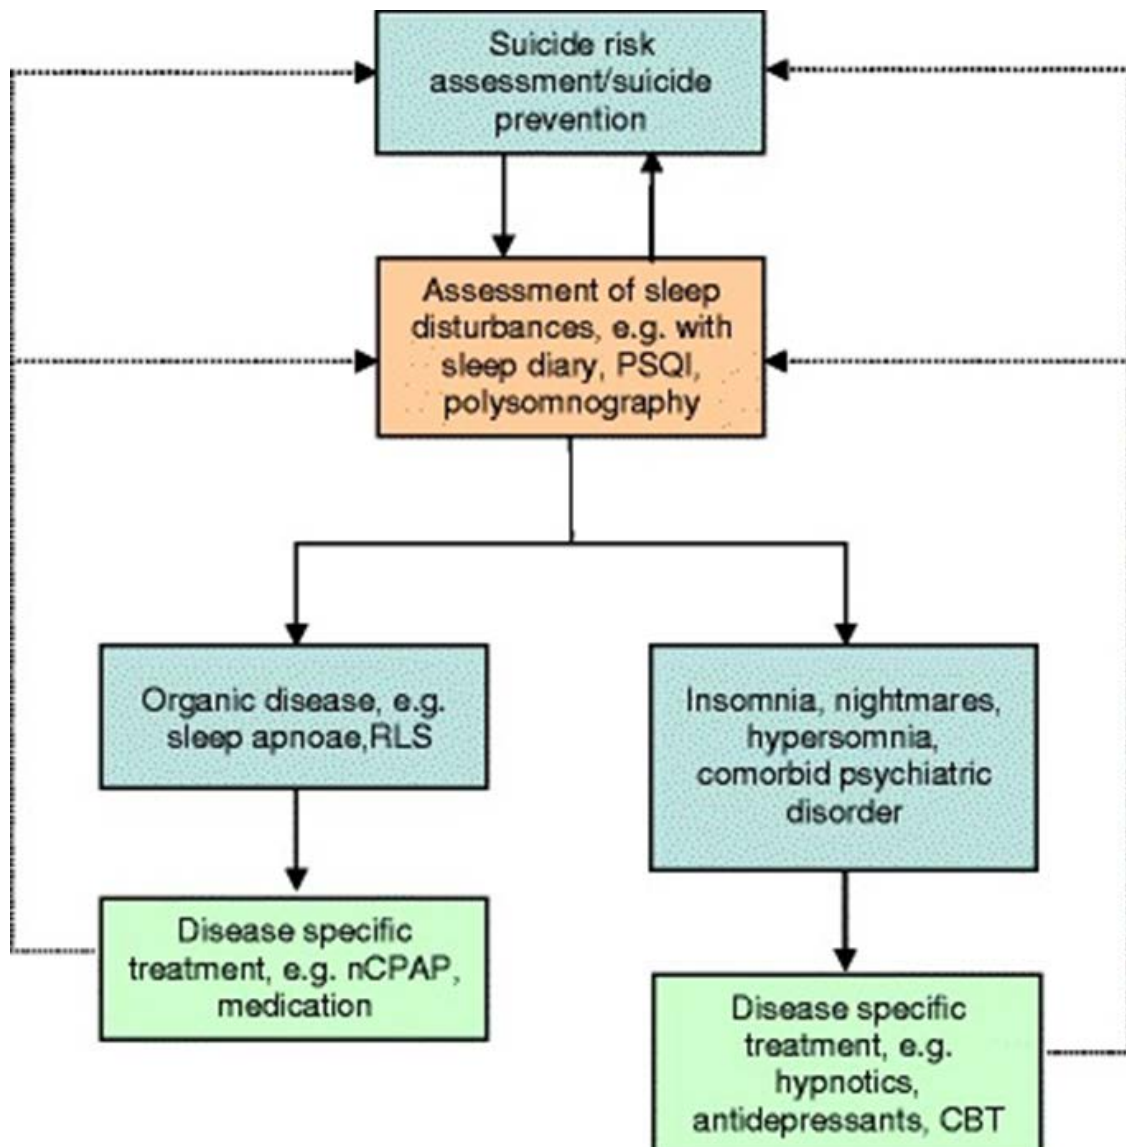 Suicide risk
assessment/suicide
prevention
Assessment of sleep
disturbances, e.g. with
sleep diary, PSQI,
polysomnography
Organic disease, e.g.
sleep apnoae,RLS
Insomnia, nightmares,
hypersomnia,
comorbid psychiatric
disorder
Disease specific
treatment, e.g. nCPAP,
medication
Disease specific
treatment, e.g.
hypnotics,
antidepressants, CBT